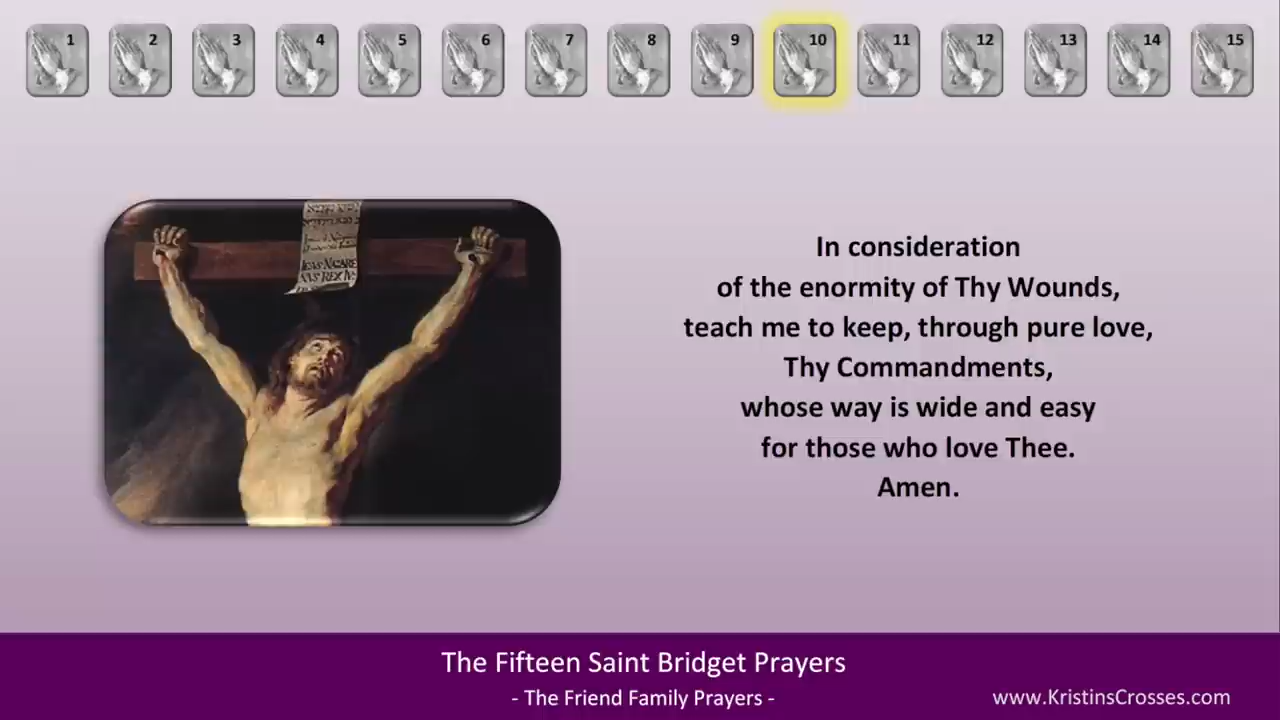 1 2 3 4 5 6 7 8 9 10 11 12 13 14 15
In consideration
of the enormity of Thy Wounds,
teach me to keep, through pure love,
Thy Commandments,
whose way is wide and easy
for those who love Thee.
Amen.
The Fifteen Saint Bridget Prayers
- The Friend Family Prayers -
www.KristinsCrosses.com